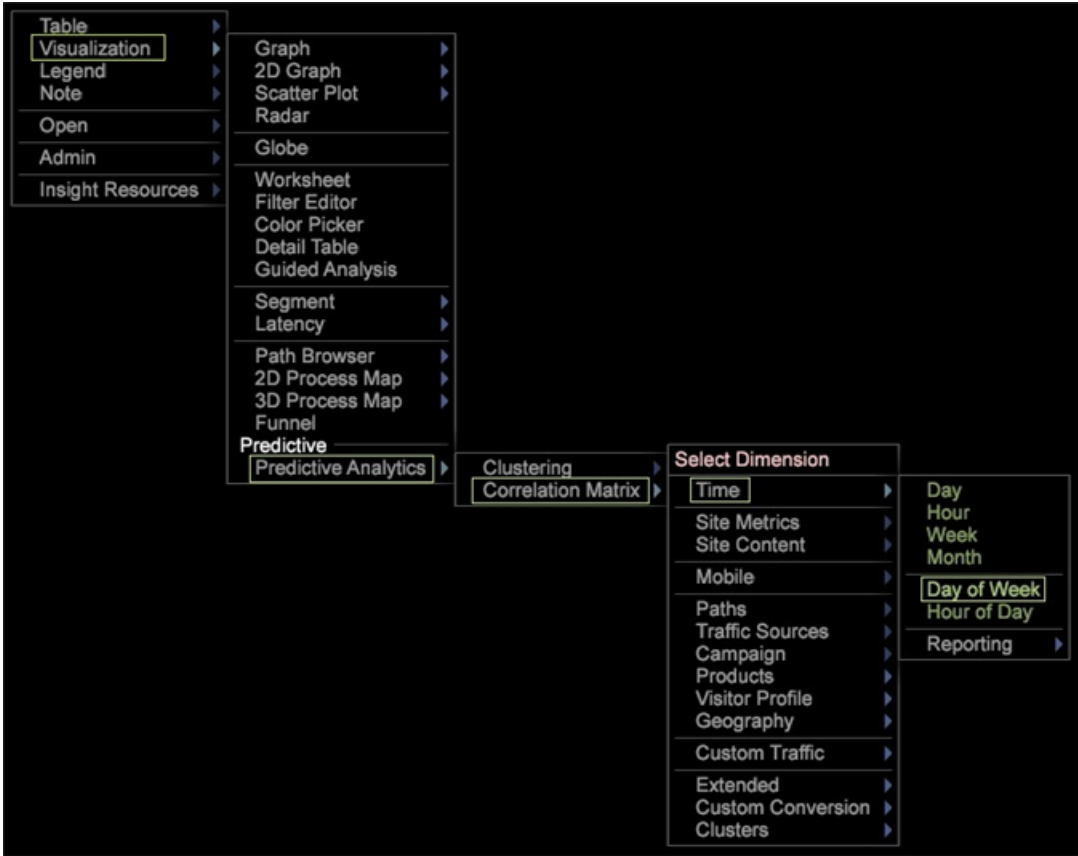 Table
Visualization
Legend
Note
Open
Admin
Insight Resources
Graph
2D Graph
Scatter Plot
Radar
Globe
Worksheet
Filter Editor
Color Picker
Detail Table
Guided Analysis
Segment
Latency
Path Browser
2D Process Map
3D Process Map
Funnel
Predictive
Predictive Analytics
Clustering
Correlation Matrix
Select Dimension
Time
Site Metrics
Site Content
Mobile
Paths
Traffic Sources
Campaign
Products
Visitor Profile
Geography
Custom Traffic
Extended
Custom Conversion
Clusters
Day
Hour
Week
Month
Day of Week
Hour of Day
Reporting